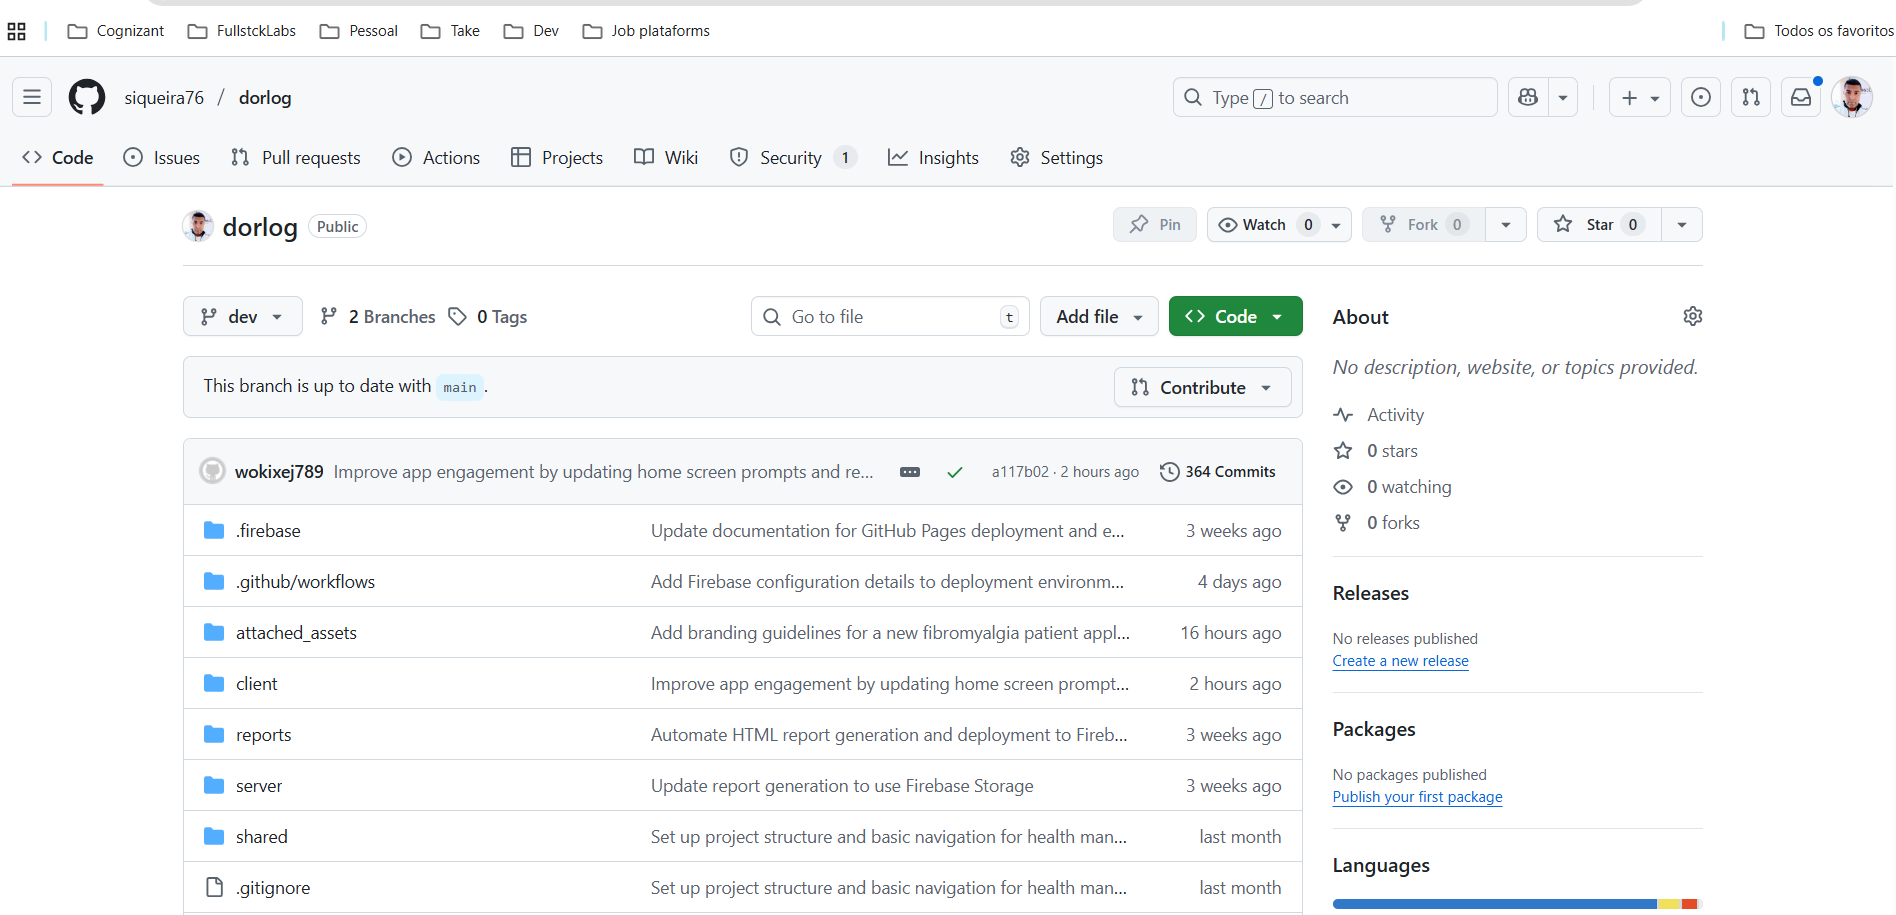 Cognizant FullstckLabs Pessoal Take Dev Job plataforms Todos os favoritos
siqueira76 / dorlog Type / to search
Code Issues Pull requests Actions Projects Wiki Security 1 Insights Settings
dorlog Public Pin Watch 0 Fork 0 Star 0
dev 2 Branches 0 Tags Go to file t Add file Code
This branch is up to date with main . Contribute
wokixej789 Improve app engagement by updating home screen prompts and re... a117b02 · 2 hours ago 364 Commits
.firebase Update documentation for GitHub Pages deployment and e... 3 weeks ago
.github/workflows Add Firebase configuration details to deployment environm... 4 days ago
attached_assets Add branding guidelines for a new fibromyalgia patient appl... 16 hours ago
client Improve app engagement by updating home screen prompt... 2 hours ago
reports Automate HTML report generation and deployment to Fireb... 3 weeks ago
server Update report generation to use Firebase Storage 3 weeks ago
shared Set up project structure and basic navigation for health man... last month
.gitignore Set up project structure and basic navigation for health man... last month
About
No description, website, or topics provided.
Activity
0 stars
0 watching
0 forks
Releases
No releases published
Create a new release
Packages
No packages published
Publish your first package
Languages